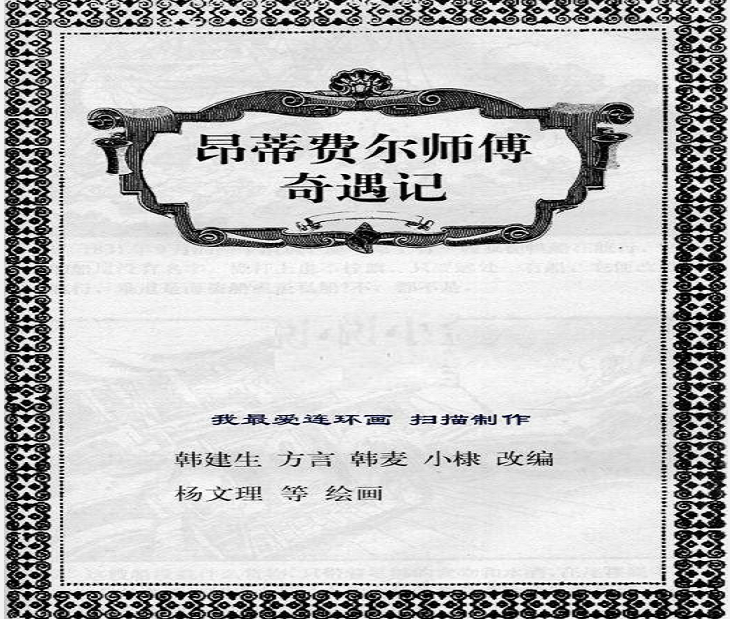 昂蒂费尔师傅
奇遇记
我最爱连环画 扫描制作
韩建生 方言 韩麦 小棣 改编
杨文理 等 绘画